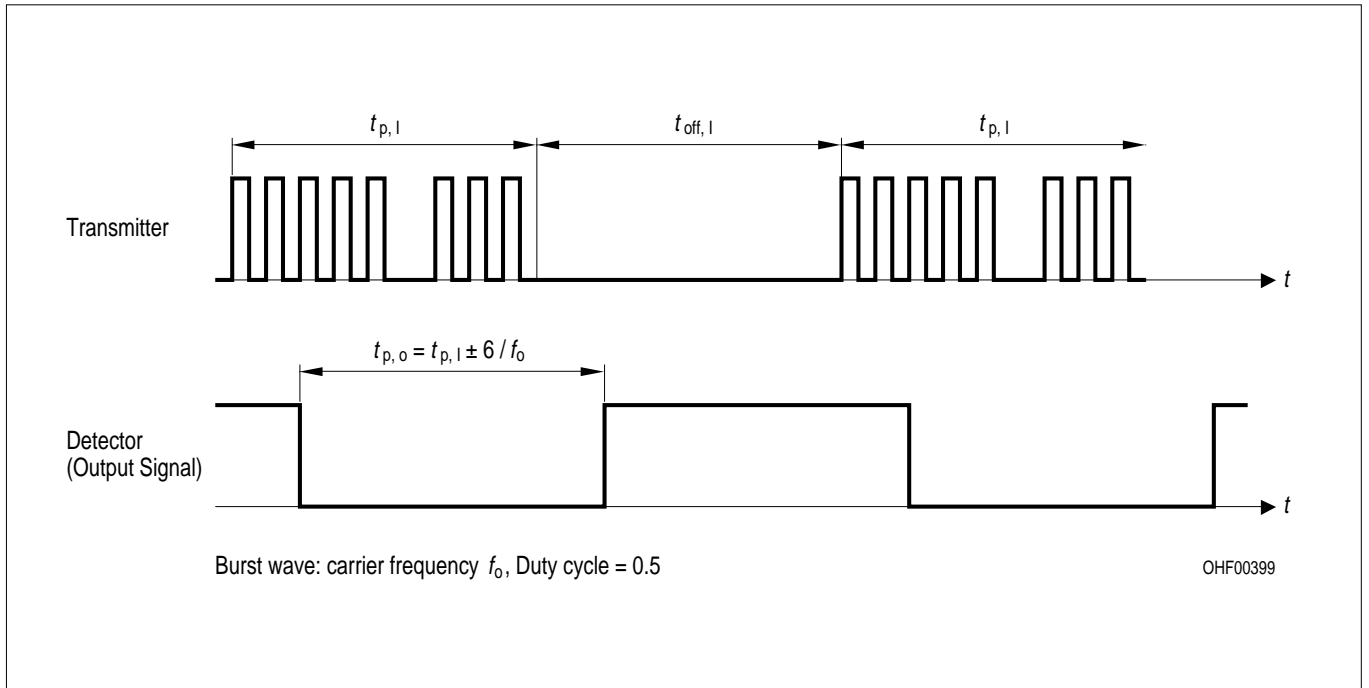 t p, I
t off, I
t p, I
Transmitter
t
t p, o = t p, I ± 6 / f o
Detector
(Output Signal)
t
Burst wave: carrier frequency f o, Duty cycle = 0.5
OHF00399